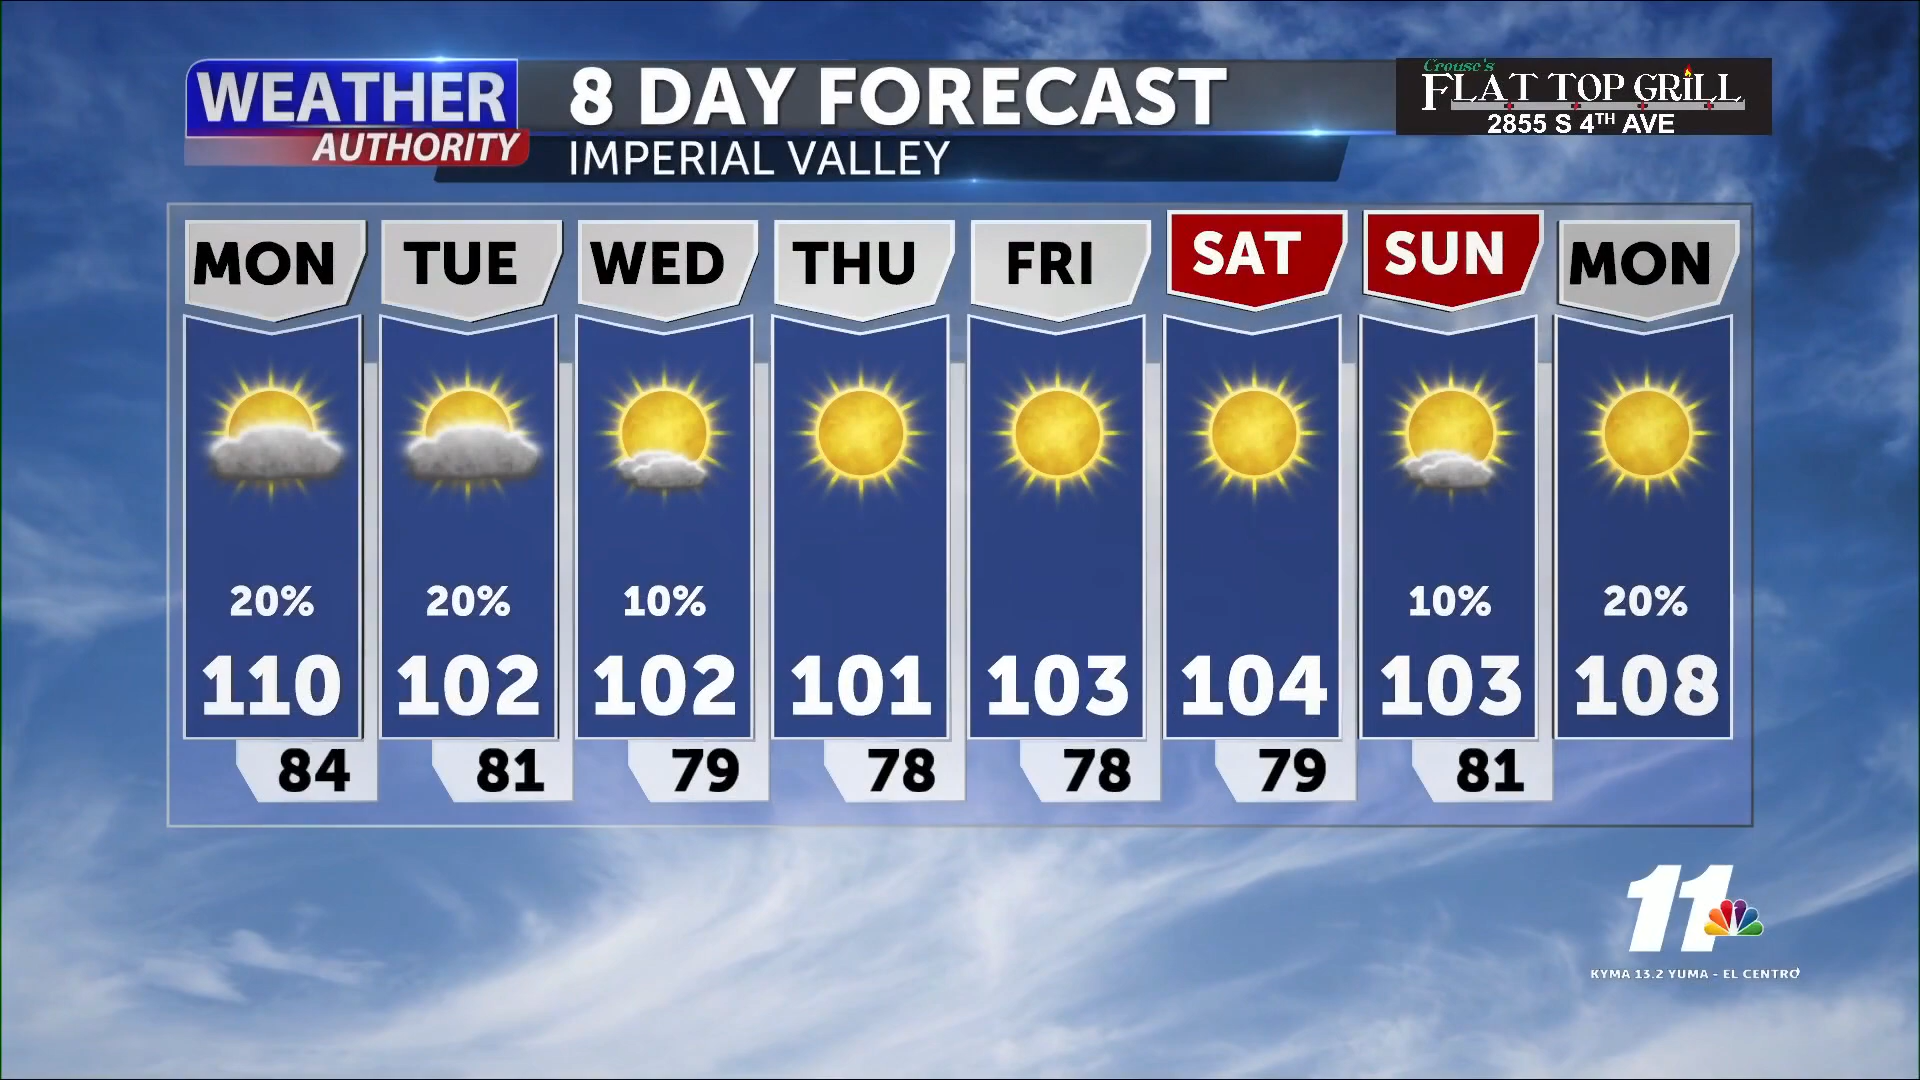 WEATHER
AUTHORITY
8 DAY FORECAST
IMPERIAL VALLEY
Crouse's
FLAT TOP GRILL
2855 S 4TH AVE
MON TUE WED THU FRI SAT SUN MON
20% 20% 10% 10% 20%
110 102 102 101 103 104 103 108
84 81 79 78 78 79 81
11
KYMA 13.2 YUMA - EL CENTRO